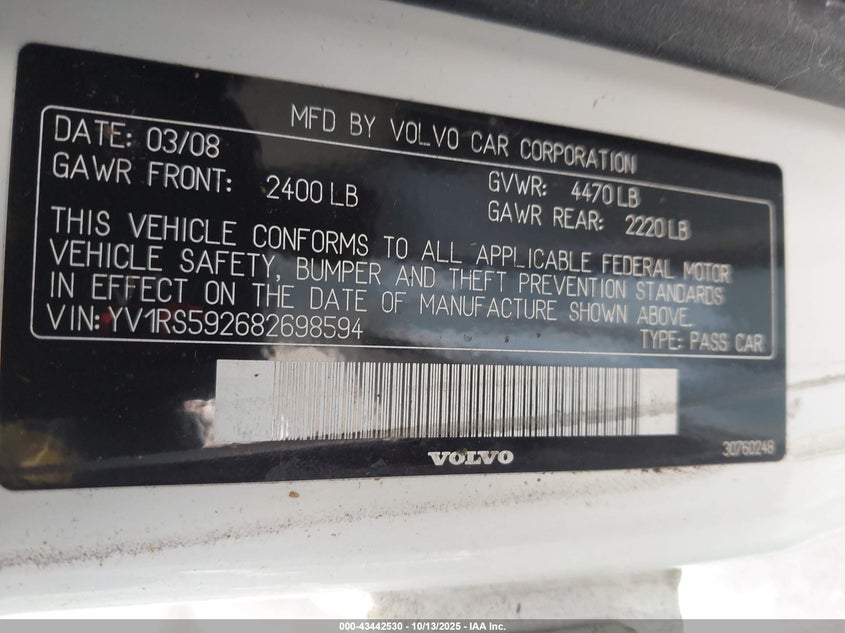 MFD BY VOLVO CAR CORPORATION
DATE: 03/08
GVWR: 4470 LB
GAWR FRONT: 2400 LB
GAWR REAR: 2220 LB
THIS VEHICLE CONFORMS TO ALL APPLICABLE FEDERAL MOTOR
VEHICLE SAFETY, BUMPER AND THEFT PREVENTION STANDARDS
IN EFFECT ON THE DATE OF MANUFACTURE SHOWN ABOVE.
VIN: YV1RS592682698594
TYPE: PASS CAR
VOLVO
30760248
000-43442530 - 10/13/2025 - IAA Inc.